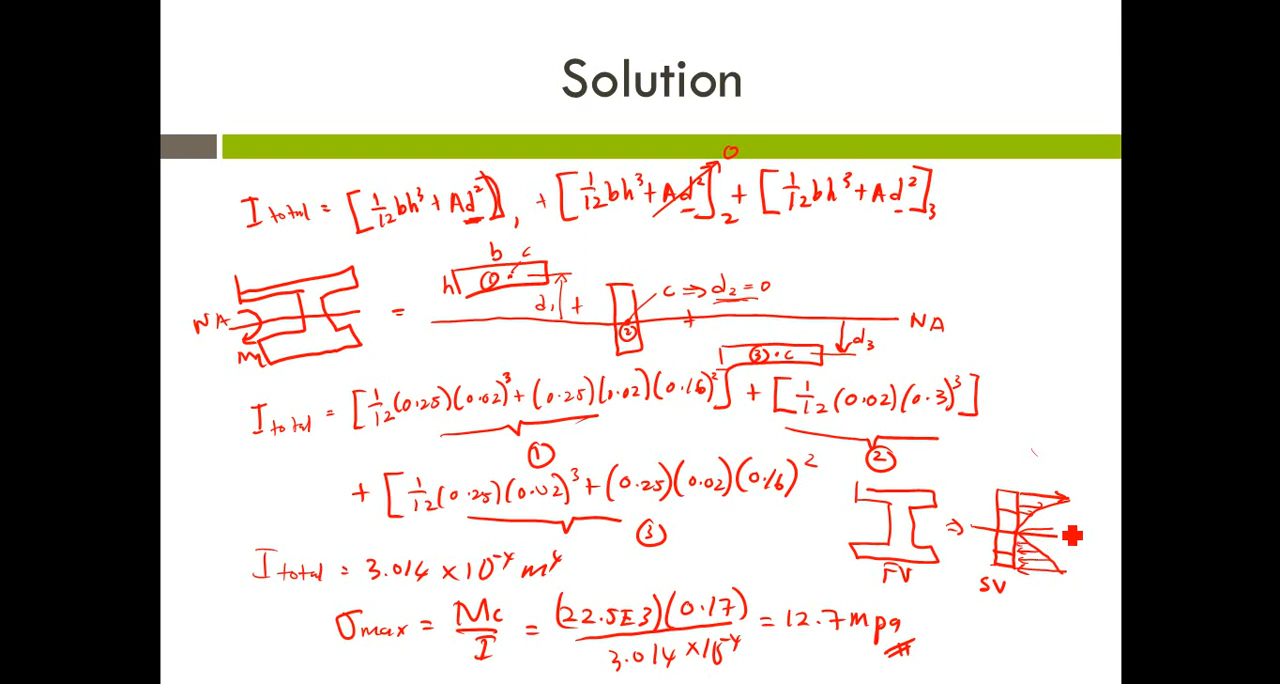 Solution
I total = [1/12 bh³ + Ad²]₁ + [1/12 bh³ + Ad²]₂ + [1/12 bh³ + Ad²]₃
0
b c
h ① d₁ +
c ⇒ d₂ = 0
NA = ② + NA
M
③ · c d₃
I total = [1/12 (0.25)(0.02)³ + (0.25)(0.02)(0.16)²] + [1/12 (0.02)(0.3)³]
① ②
+ [1/12 (0.25)(0.02)³ + (0.25)(0.02)(0.16)²
③
⇒
FV SV
I total = 3.014 × 10⁻⁴ m⁴
σmax = Mc/I = (22.5E3)(0.17)/3.014 × 10⁻⁴ = 12.7 mpa